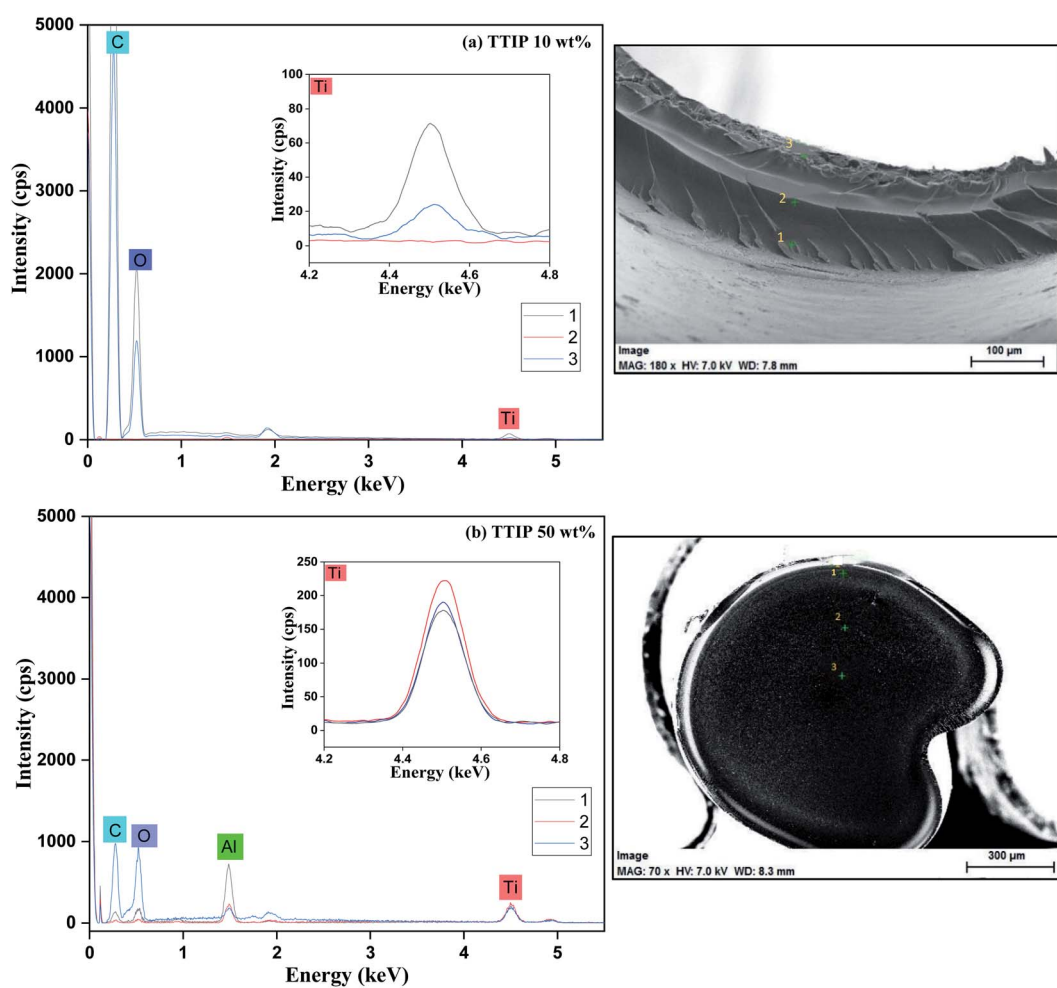 (a) TTIP 10 wt%
5000
4000
3000
2000
1000
0
Intensity (cps)
0 1 2 3 4 5
Energy (keV)
C
O
Ti
Ti
100
80
60
40
20
0
Intensity (cps)
4.2 4.4 4.6 4.8
Energy (keV)
1
2
3
3
2
1
Image
MAG: 180 x HV: 7.0 kV WD: 7.8 mm
100 µm
(b) TTIP 50 wt%
5000
4000
3000
2000
1000
0
Intensity (cps)
0 1 2 3 4 5
Energy (keV)
C
O
Al
Ti
Ti
250
200
150
100
50
0
Intensity (cps)
4.2 4.4 4.6 4.8
Energy (keV)
1
2
3
1
2
3
Image
MAG: 70 x HV: 7.0 kV WD: 8.3 mm
300 µm